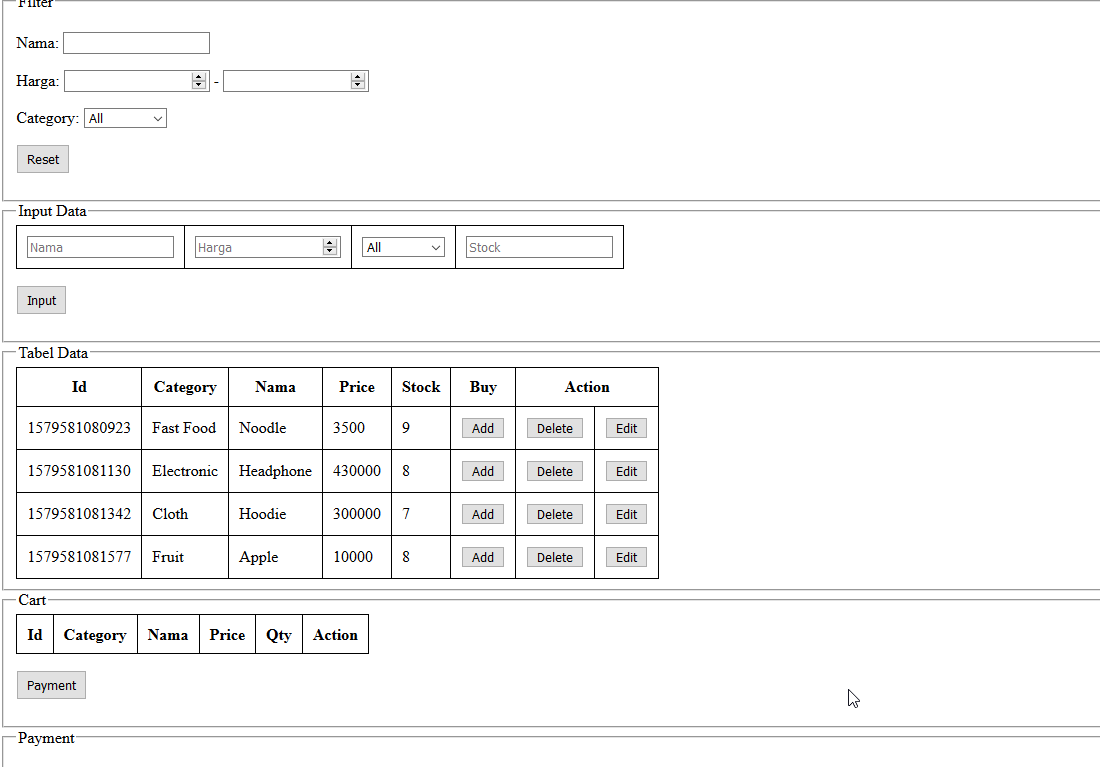 Filter
Nama:
Harga: -
Category: All
Reset
Input Data
Nama Harga All Stock
Input
Tabel Data
Id Category Nama Price Stock Buy Action
1579581080923 Fast Food Noodle 3500 9 Add Delete Edit
1579581081130 Electronic Headphone 430000 8 Add Delete Edit
1579581081342 Cloth Hoodie 300000 7 Add Delete Edit
1579581081577 Fruit Apple 10000 8 Add Delete Edit
Cart
Id Category Nama Price Qty Action
Payment
Payment